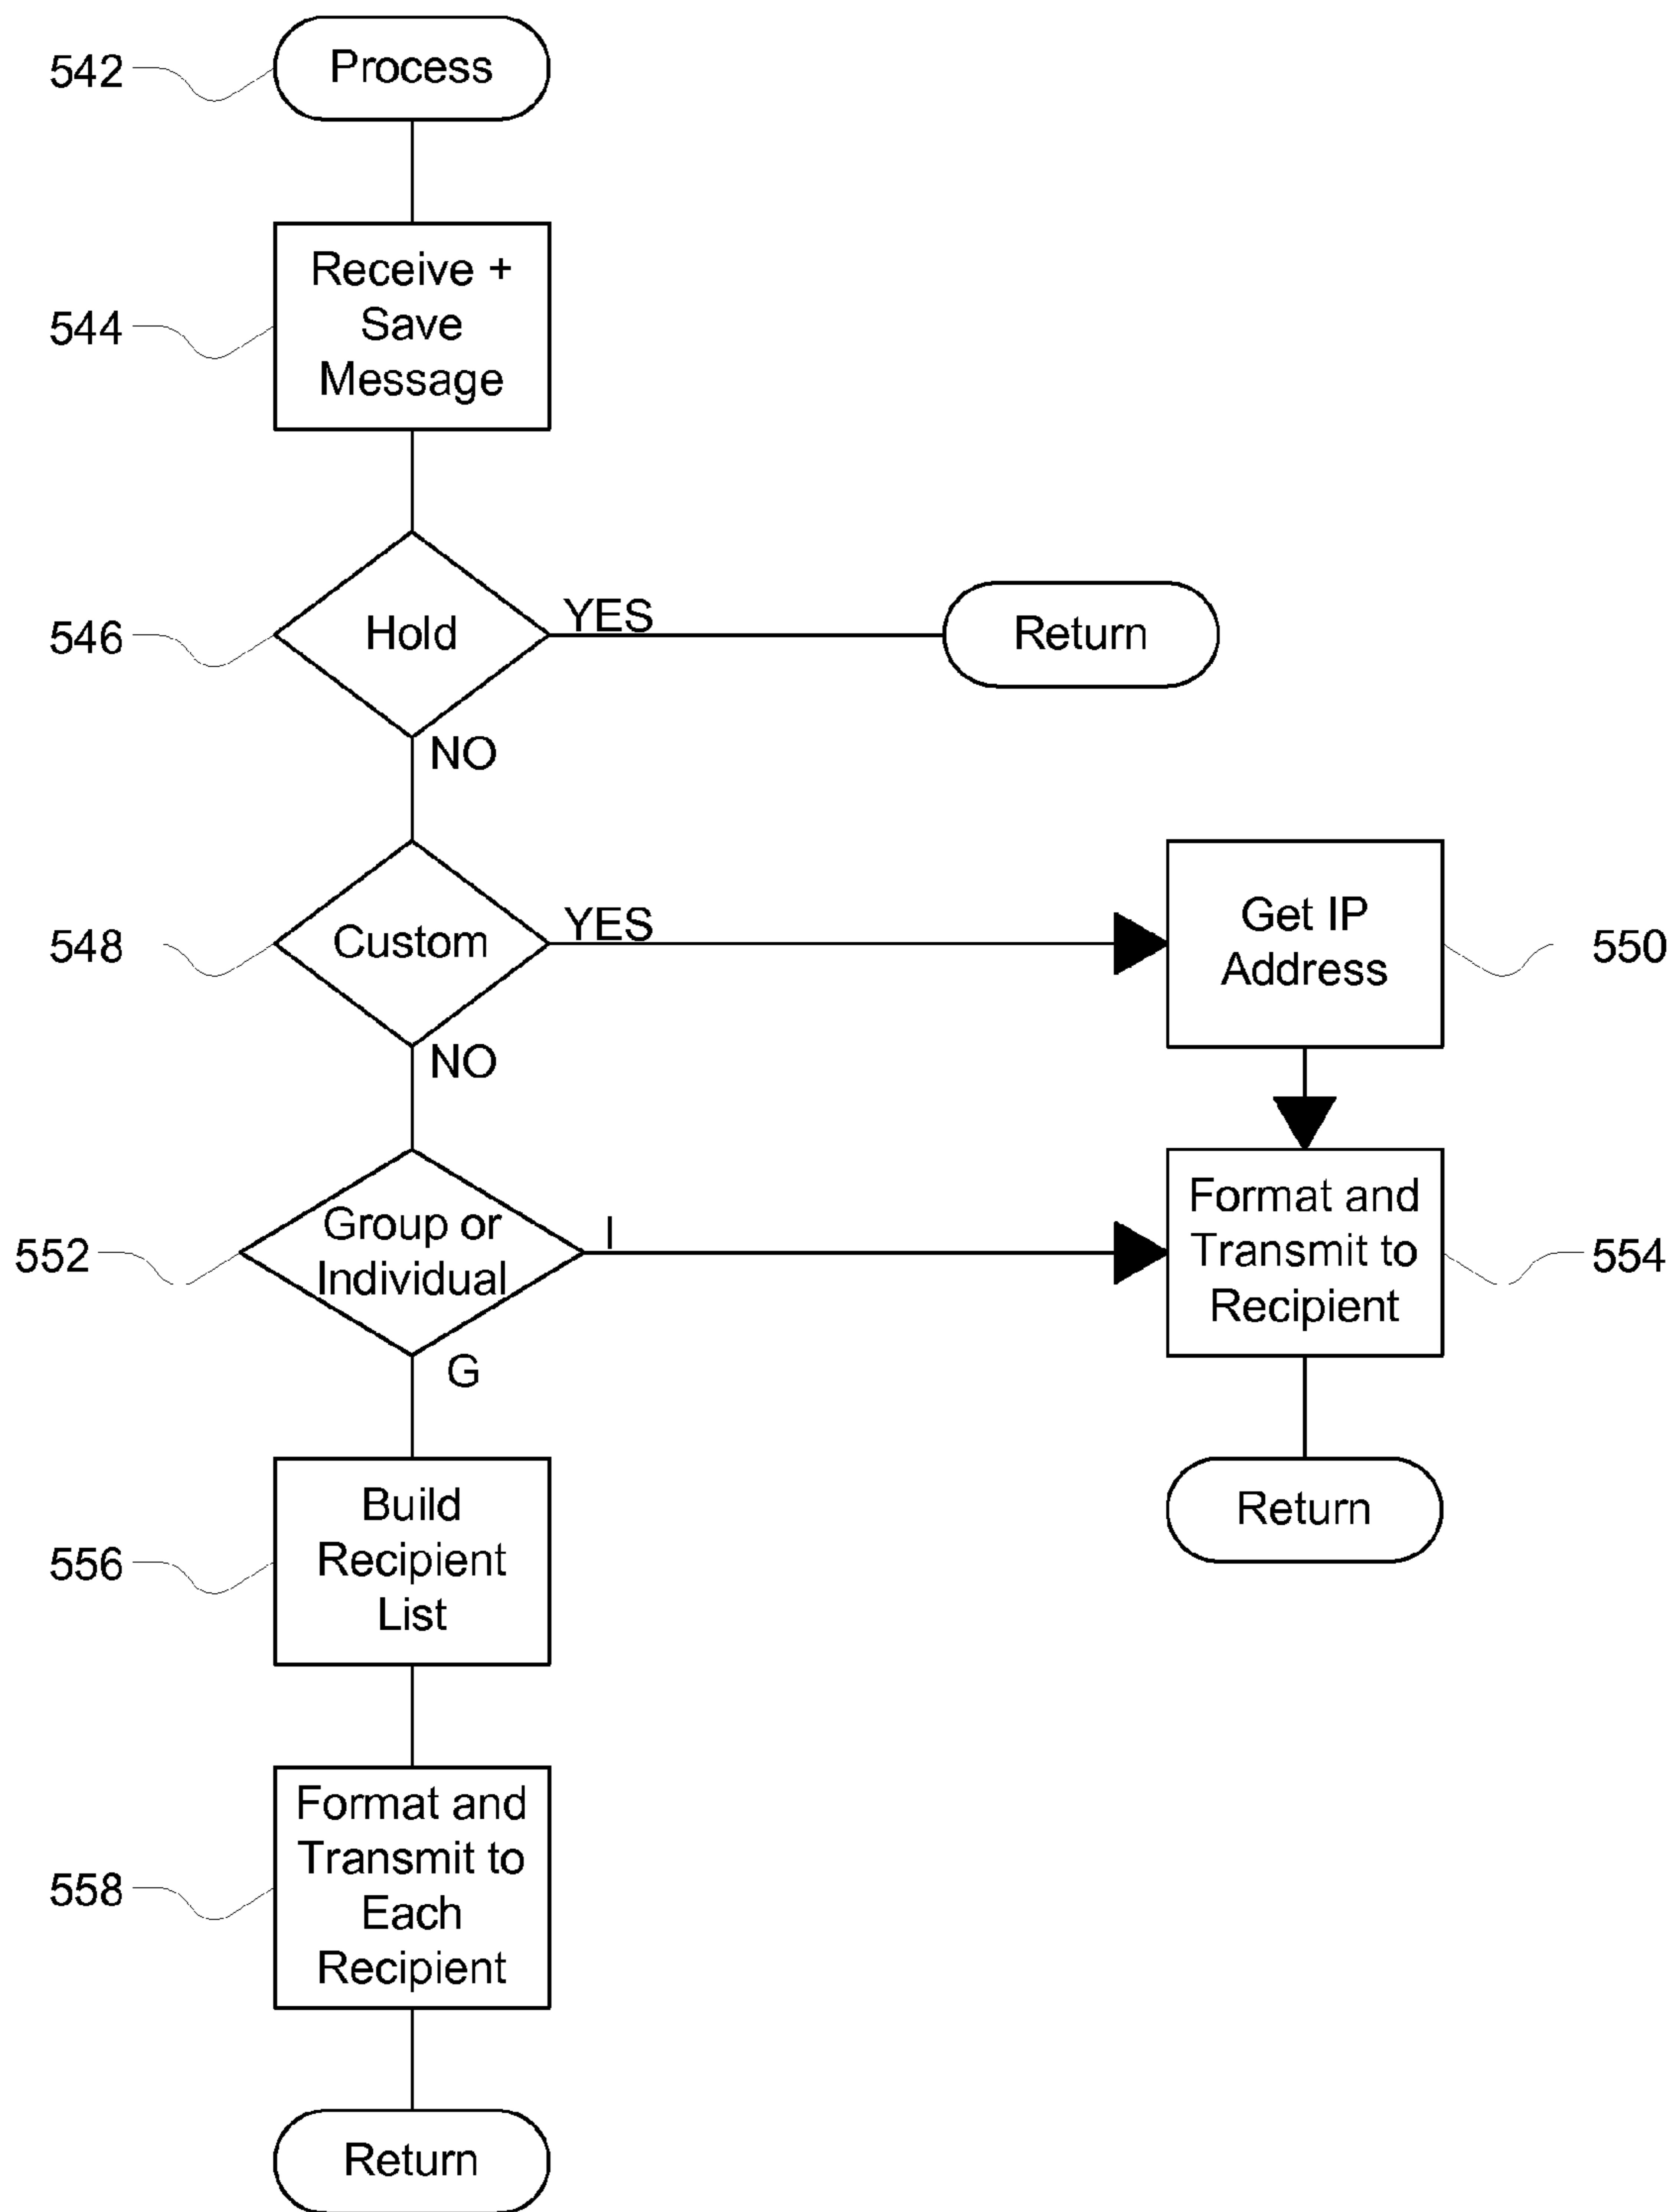 542
Process
544
Receive +
Save
Message
546
Hold
YES
Return
NO
548
Custom
YES
Get IP
Address
550
NO
552
Group or
Individual
I
Format and
Transmit to
Recipient
554
G
Return
556
Build
Recipient
List
558
Format and
Transmit to
Each
Recipient
Return